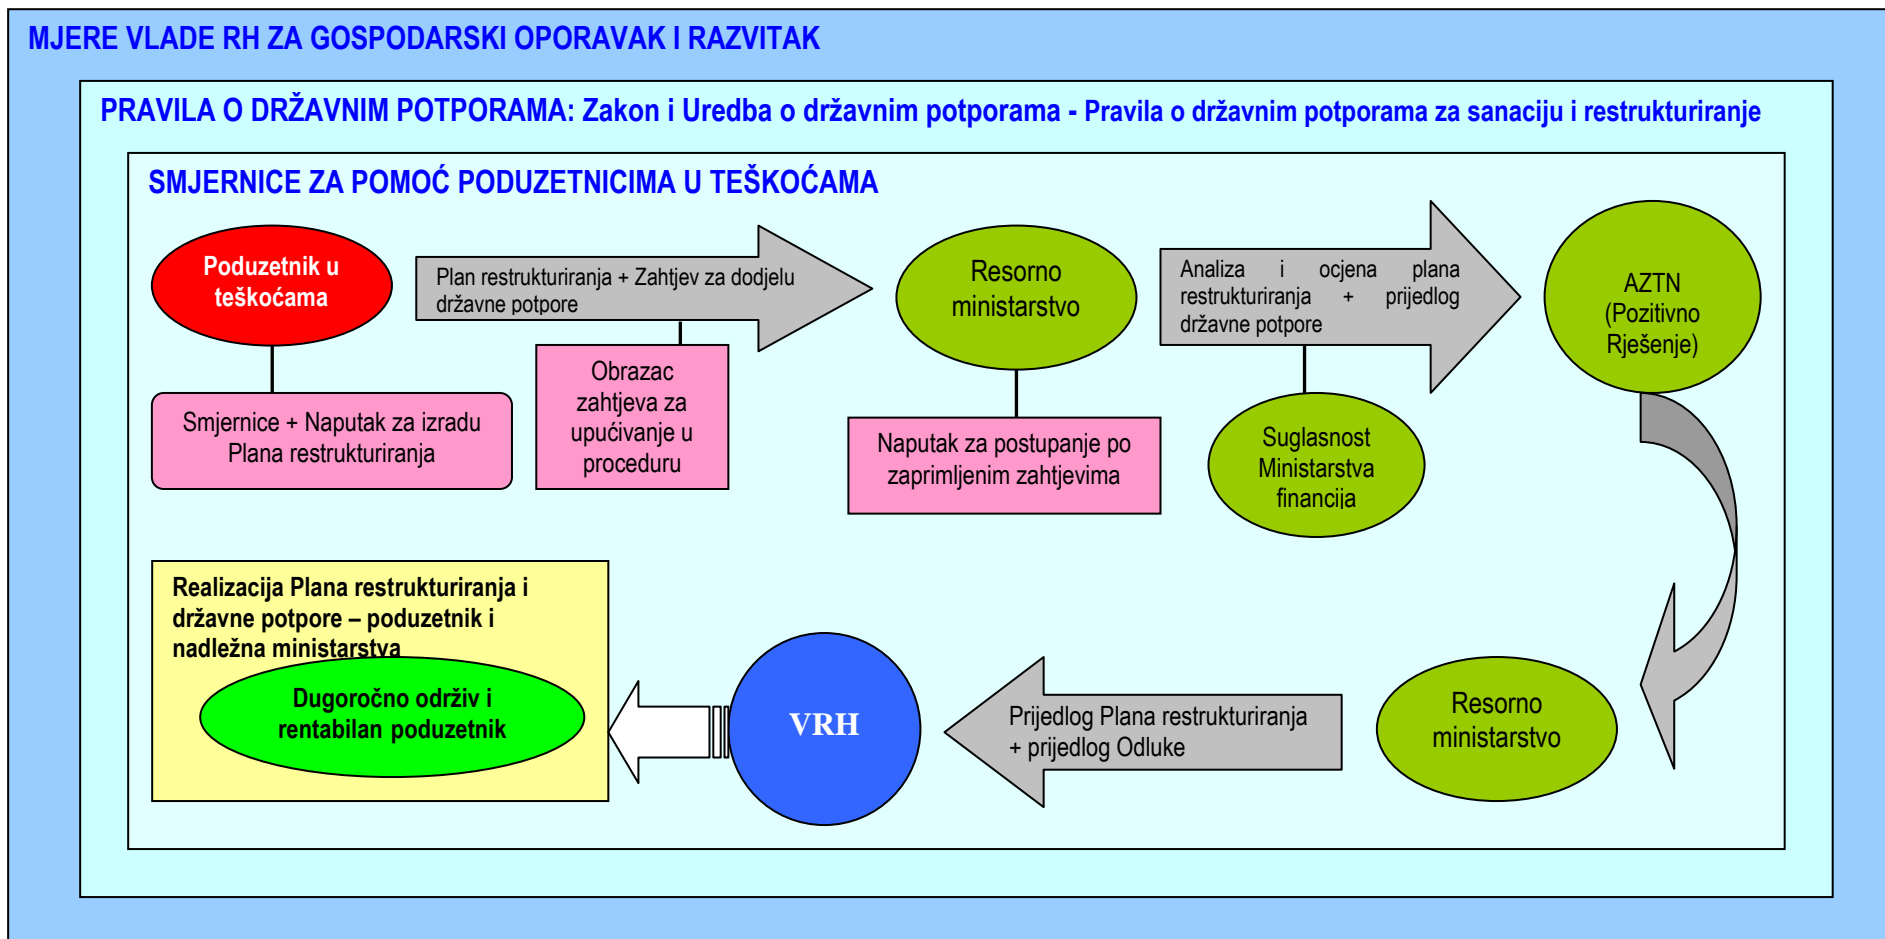 MJERE VLADE RH ZA GOSPODARSKI OPORAVAK I RAZVITAK
PRAVILA O DRŽAVNIM POTPORAMA: Zakon i Uredba o državnim potporama - Pravila o državnim potporama za sanaciju i restrukturiranje
SMJERNICE ZA POMOĆ PODUZETNICIMA U TEŠKOĆAMA
Poduzetnik u
teškoćama
Plan restrukturiranja + Zahtjev za dodjelu
državne potpore
Resorno
ministarstvo
Analiza i ocjena plana
restrukturiranja + prijedlog
državne potpore
AZTN
(Pozitivno
Rješenje)
Smjernice + Naputak za izradu
Plana restrukturiranja
Obrazac
zahtjeva za
upućivanje u
proceduru
Naputak za postupanje po
zaprimljenim zahtjevima
Suglasnost
Ministarstva
financija
Realizacija Plana restrukturiranja i
državne potpore – poduzetnik i
nadležna ministarstva
Dugoročno održiv i
rentabilan poduzetnik
VRH
Prijedlog Plana restrukturiranja
+ prijedlog Odluke
Resorno
ministarstvo